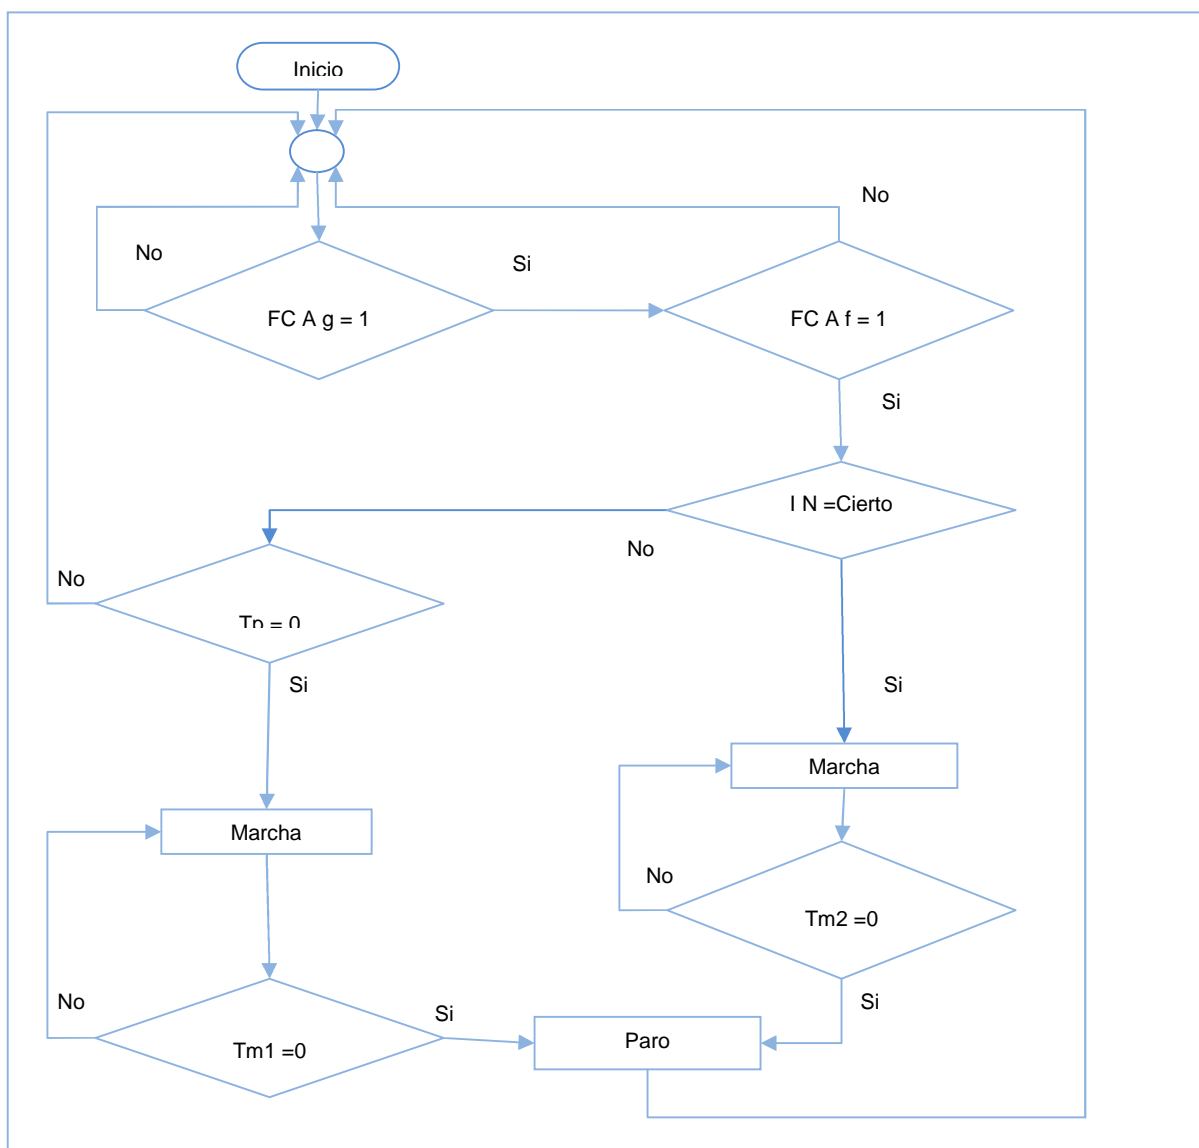 Inicio
No
No
Si
FC A g = 1
FC A f = 1
Si
I N =Cierto
No
No
Tp = 0
Si
Si
Marcha
Marcha
No
Tm2 =0
No
Si
Si
Tm1 =0
Paro